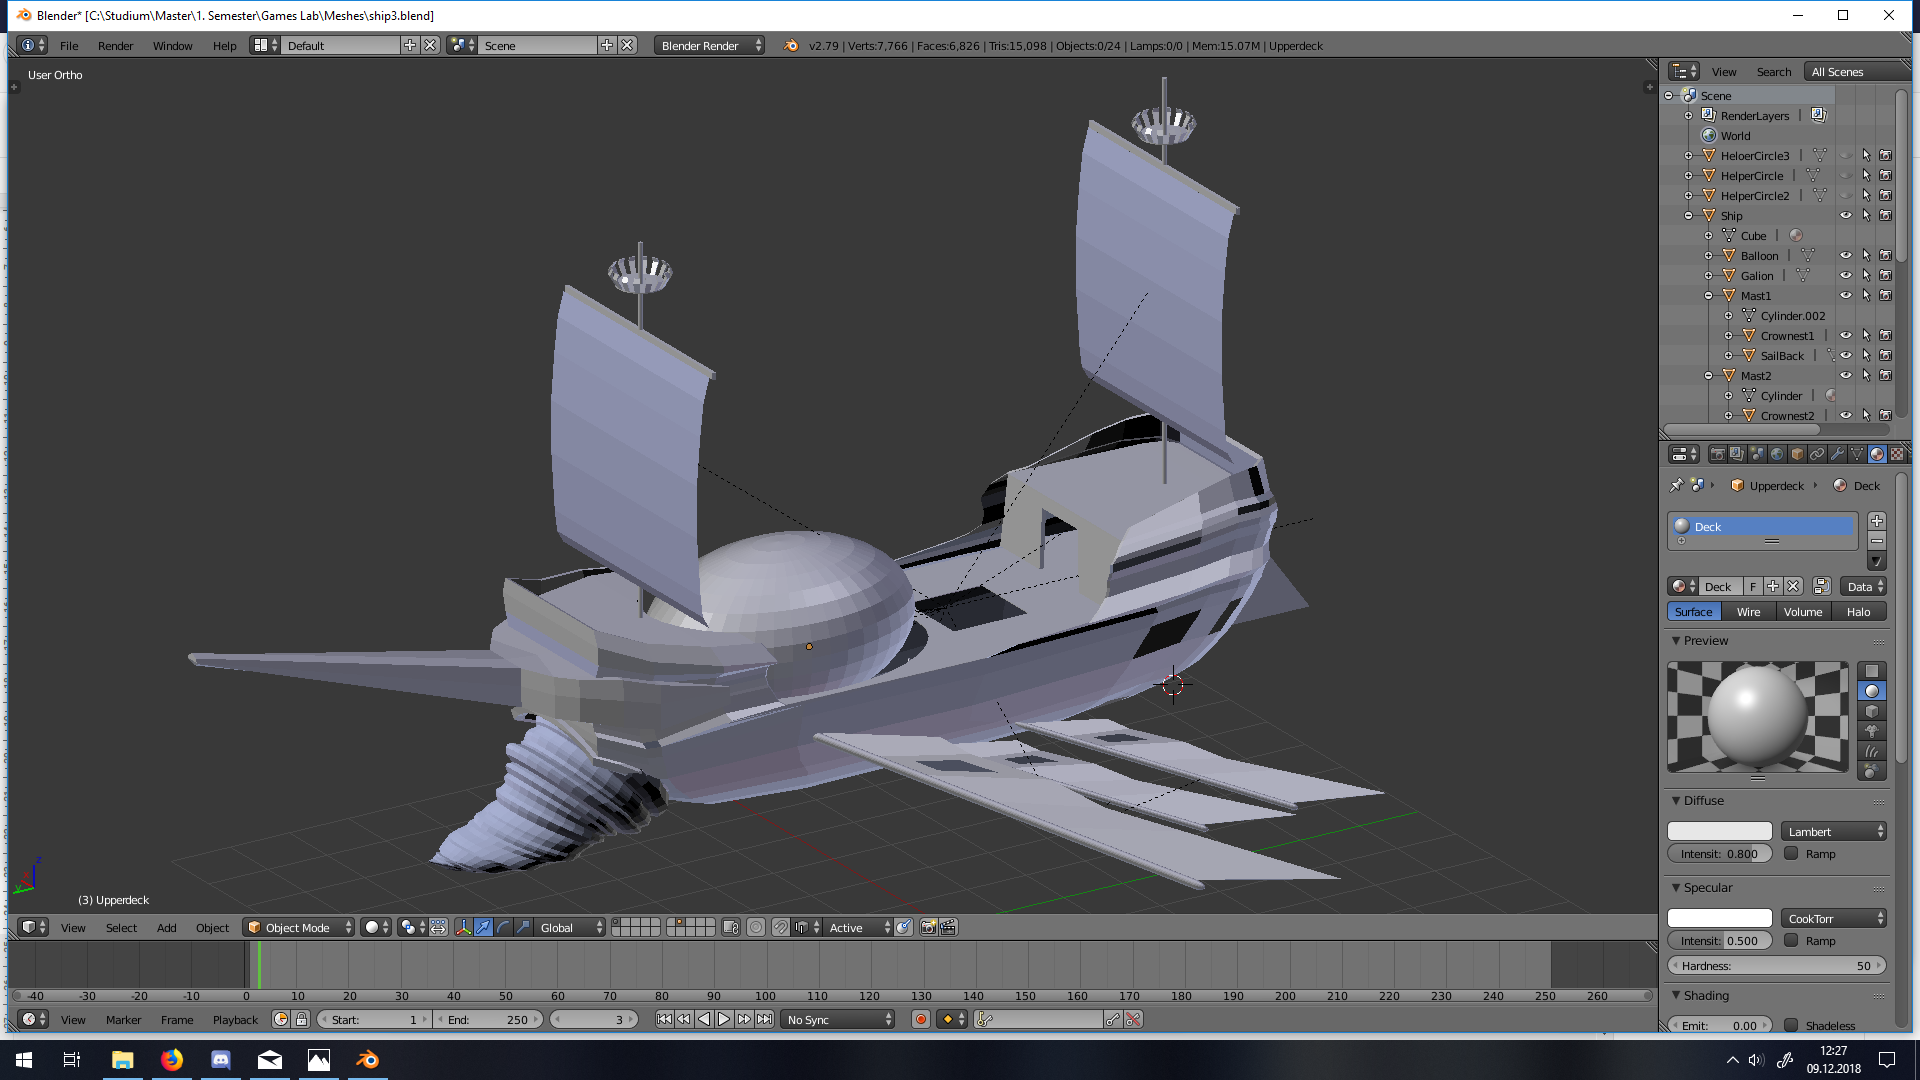 Blender* [C:\Studium\Master\1. Semester\Games Lab\Meshes\ship3.blend]
File Render Window Help Default Scene Blender Render v2.79 | Verts:7,766 | Faces:6,826 | Tris:15,098 | Objects:0/24 | Lamps:0/0 | Mem:15.07M | Upperdeck
User Ortho
View Search All Scenes
Scene
RenderLayers |
World
HeloerCircle3 |
HelperCircle |
HelperCircle2 |
Ship
Cube |
Balloon |
Galion |
Mast1
Cylinder.002
Crownest1 |
SailBack |
Mast2
Cylinder |
Crownest2 |
Upperdeck Deck
Deck
Deck F Data
Surface Wire Volume Halo
Preview
Diffuse
Lambert
Intensit: 0.800 Ramp
Specular
CookTorr
Intensit: 0.500 Ramp
Hardness: 50
Shading
Emit: 0.00 Shadeless
z
y
(3) Upperdeck
View Select Add Object Object Mode Global Active
-40 -30 -20 -10 0 10 20 30 40 50 60 70 80 90 100 110 120 130 140 150 160 170 180 190 200 210 220 230 240 250 260
View Marker Frame Playback Start: 1 End: 250 3 No Sync
12:27
09.12.2018